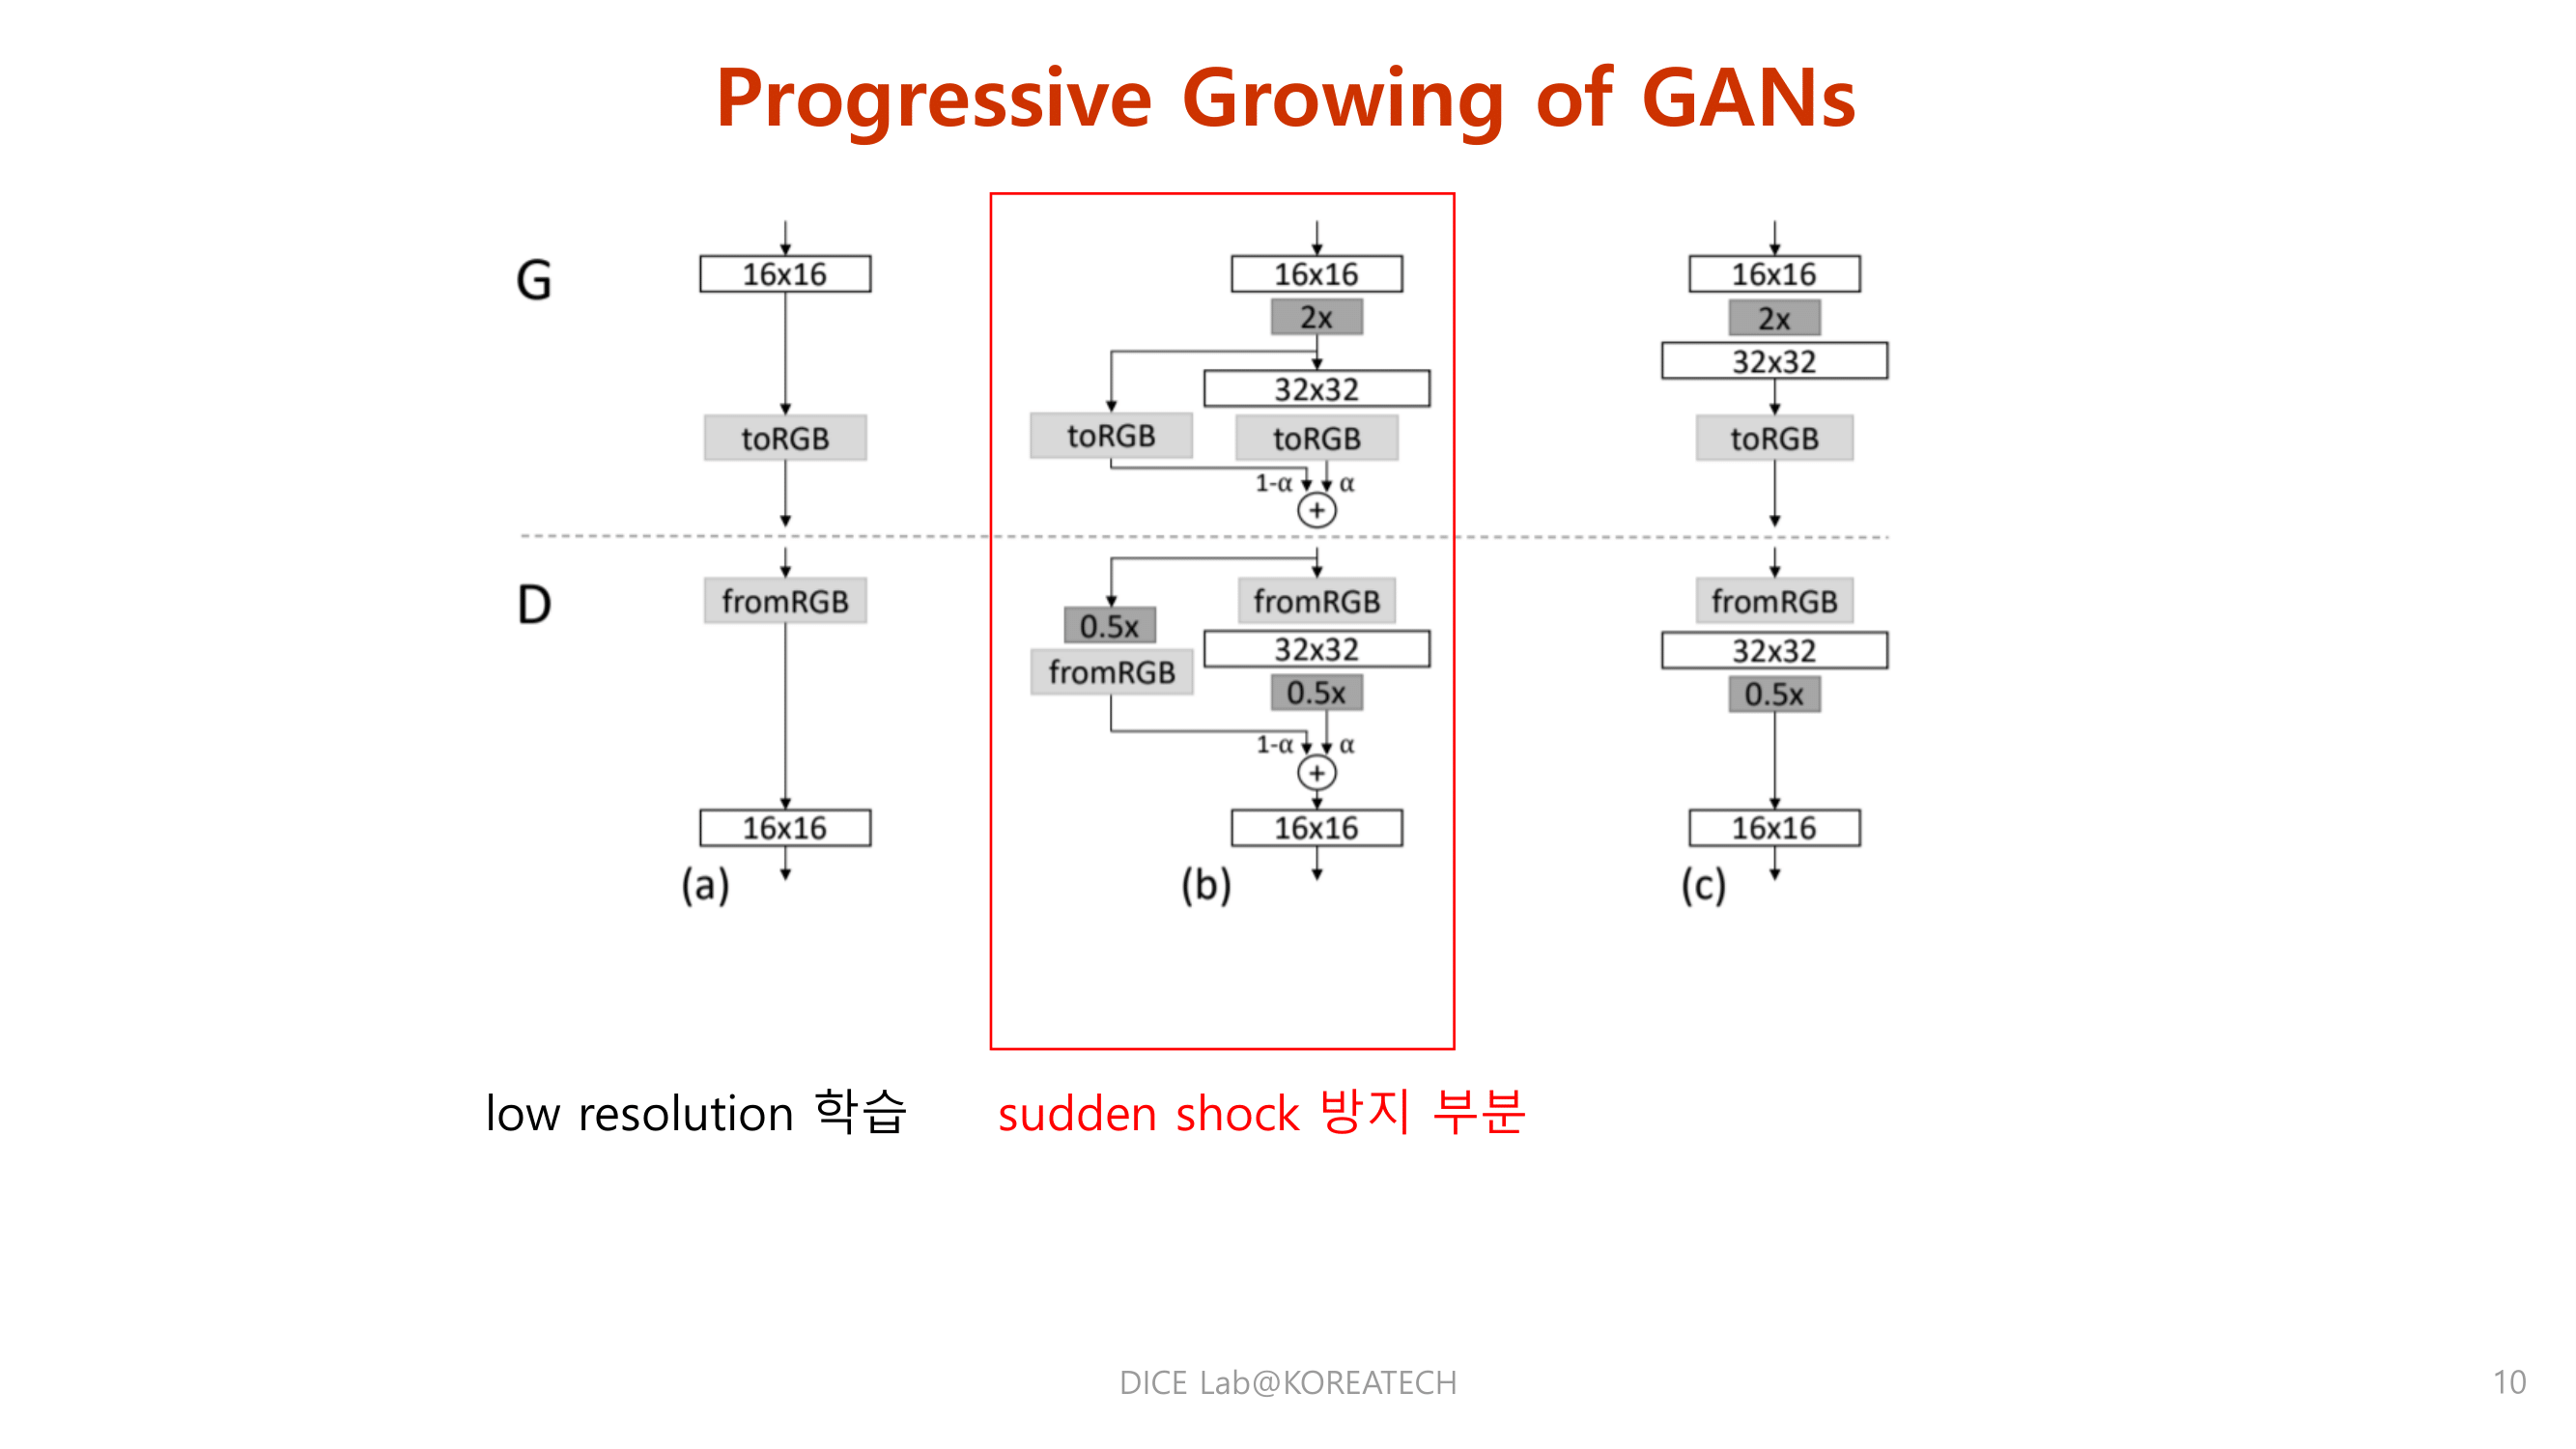 Progressive Growing of GANs
G
16x16
toRGB
16x16
2x
32x32
toRGB
toRGB
1-α
α
+
16x16
2x
32x32
toRGB
D
fromRGB
16x16
(a)
fromRGB
0.5x
32x32
fromRGB
0.5x
1-α
α
+
16x16
(b)
fromRGB
32x32
0.5x
16x16
(c)
low resolution 학습
sudden shock 방지 부분
DICE Lab@KOREATECH
10